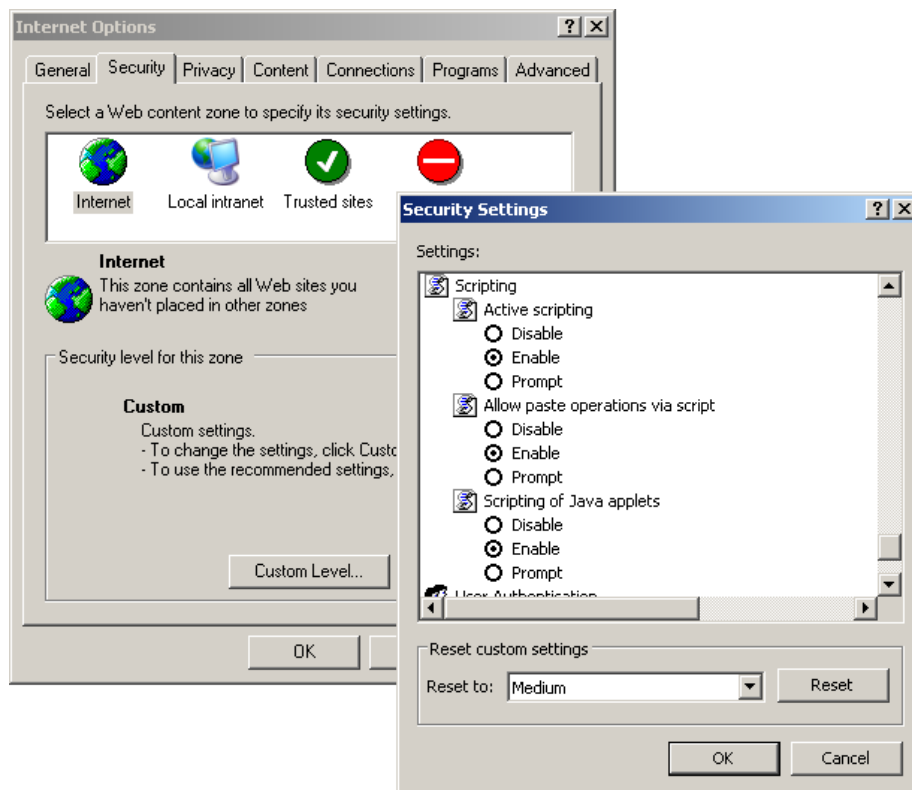 Internet Options
General Security Privacy Content Connections Programs Advanced
Select a Web content zone to specify its security settings.
Internet Local intranet Trusted sites
Internet
This zone contains all Web sites you
haven't placed in other zones
Security level for this zone
Custom
Custom settings.
- To change the settings, click Custo
- To use the recommended settings,
Custom Level...
OK
Security Settings
Settings:
Scripting
Active scripting
Disable
Enable
Prompt
Allow paste operations via script
Disable
Enable
Prompt
Scripting of Java applets
Disable
Enable
Prompt
User Authentication
Reset custom settings
Reset to: Medium Reset
OK Cancel